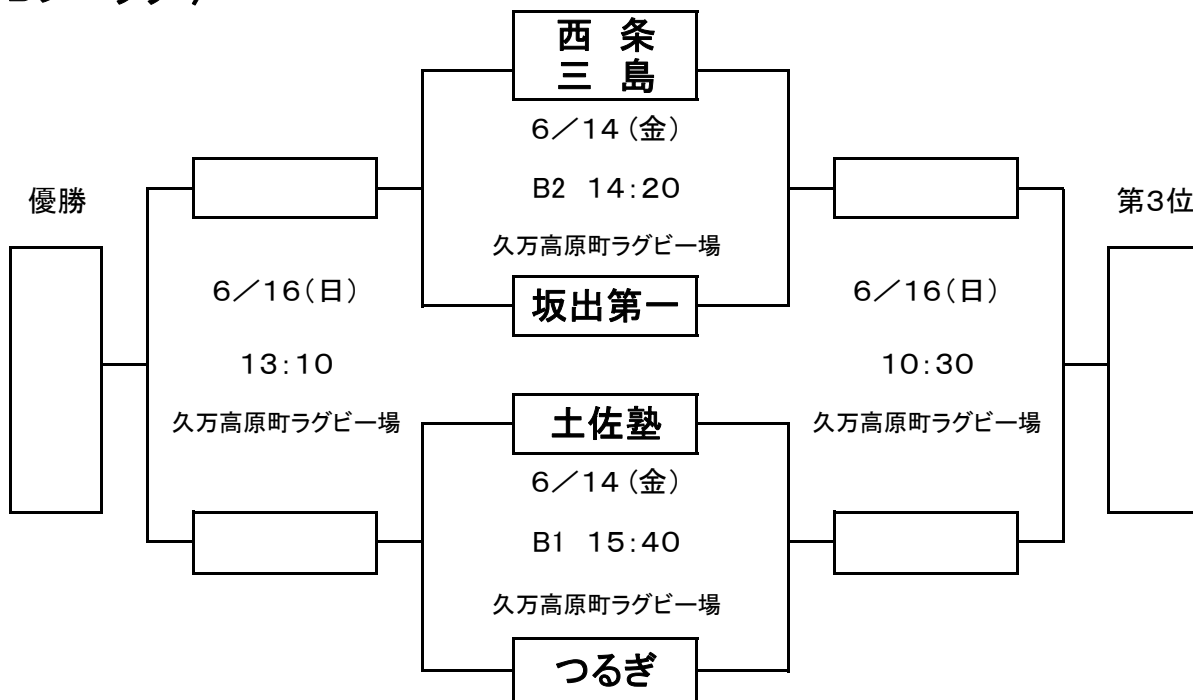 西 条
三 島
6／14（金）
B2 14:20
久万高原町ラグビー場
坂出第一
優勝
第3位
6／16（日）
13:10
久万高原町ラグビー場
6／16（日）
10:30
久万高原町ラグビー場
土佐塾
6／14（金）
B1 15:40
久万高原町ラグビー場
つるぎ